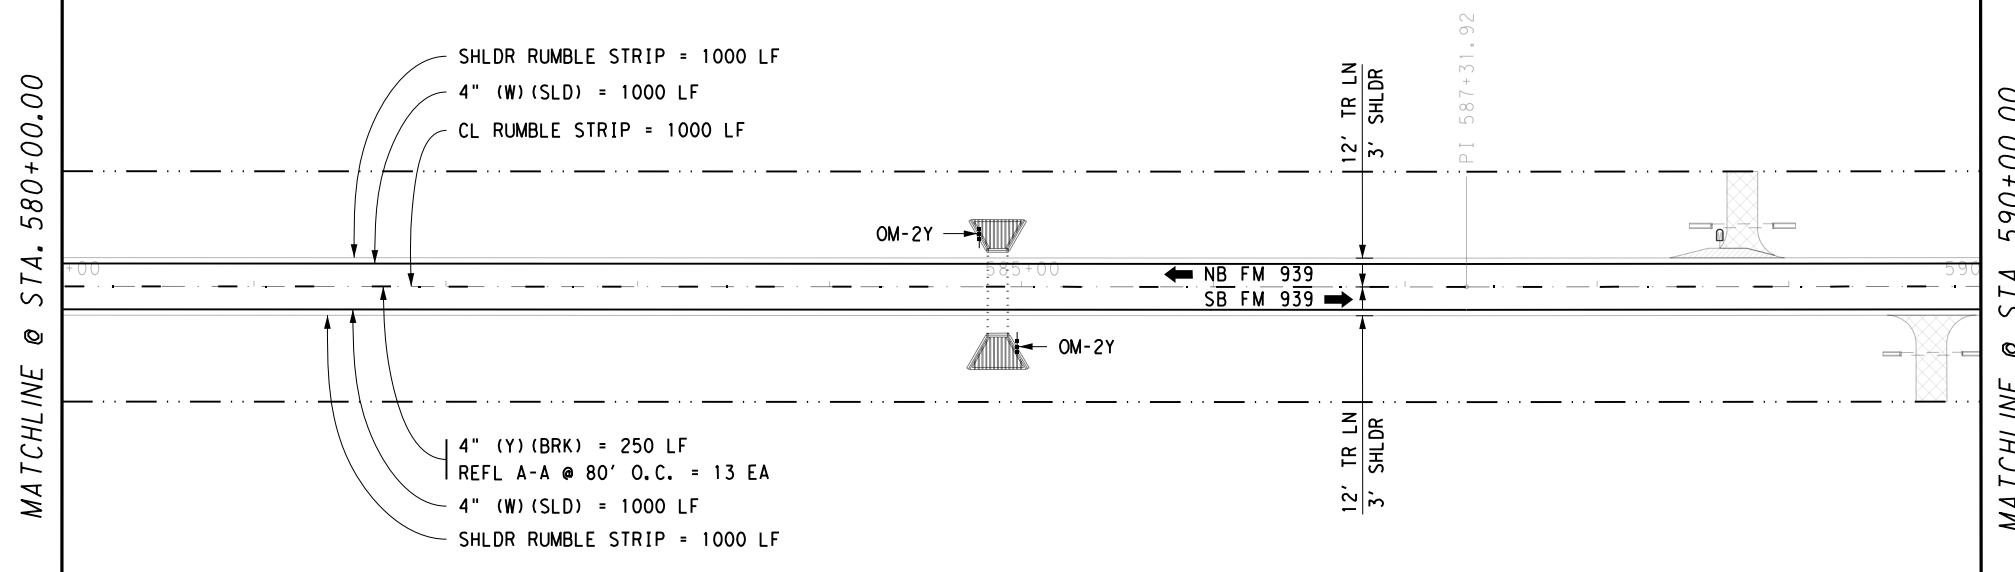 MATCHLINE @ STA. 580+00.00
SHLDR RUMBLE STRIP = 1000 LF
4" (W)(SLD) = 1000 LF
CL RUMBLE STRIP = 1000 LF
12' TR LN
3' SHLDR
PI 587+31.92
OM-2Y
+00
585+00
590
NB FM 939
SB FM 939
OM-2Y
4" (Y)(BRK) = 250 LF
REFL A-A @ 80' O.C. = 13 EA
4" (W)(SLD) = 1000 LF
SHLDR RUMBLE STRIP = 1000 LF
12' TR LN
3' SHLDR
MATCHLINE @ STA. 590+00.00